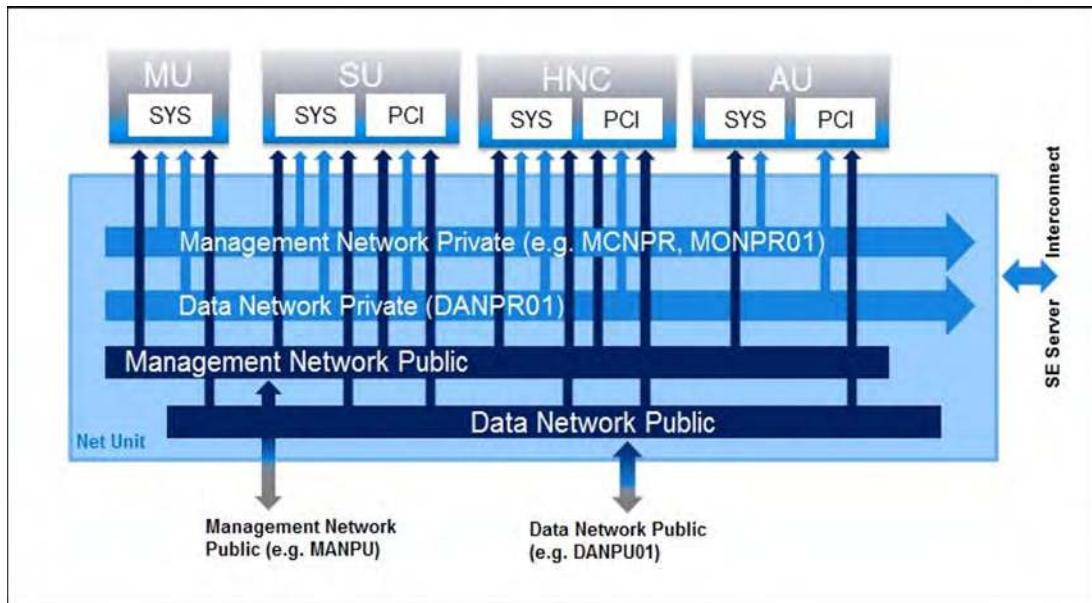 MU
SU
HNC
AU
SYS
SYS
PCI
SYS
PCI
SYS
PCI
Management Network Private (e.g. MCNPR, MONPR01)
Data Network Private (DANPR01)
Management Network Public
Data Network Public
Net Unit
SE Server Interconnect
Management Network
Public (e.g. MANPU)
Data Network Public
(e.g. DANPU01)